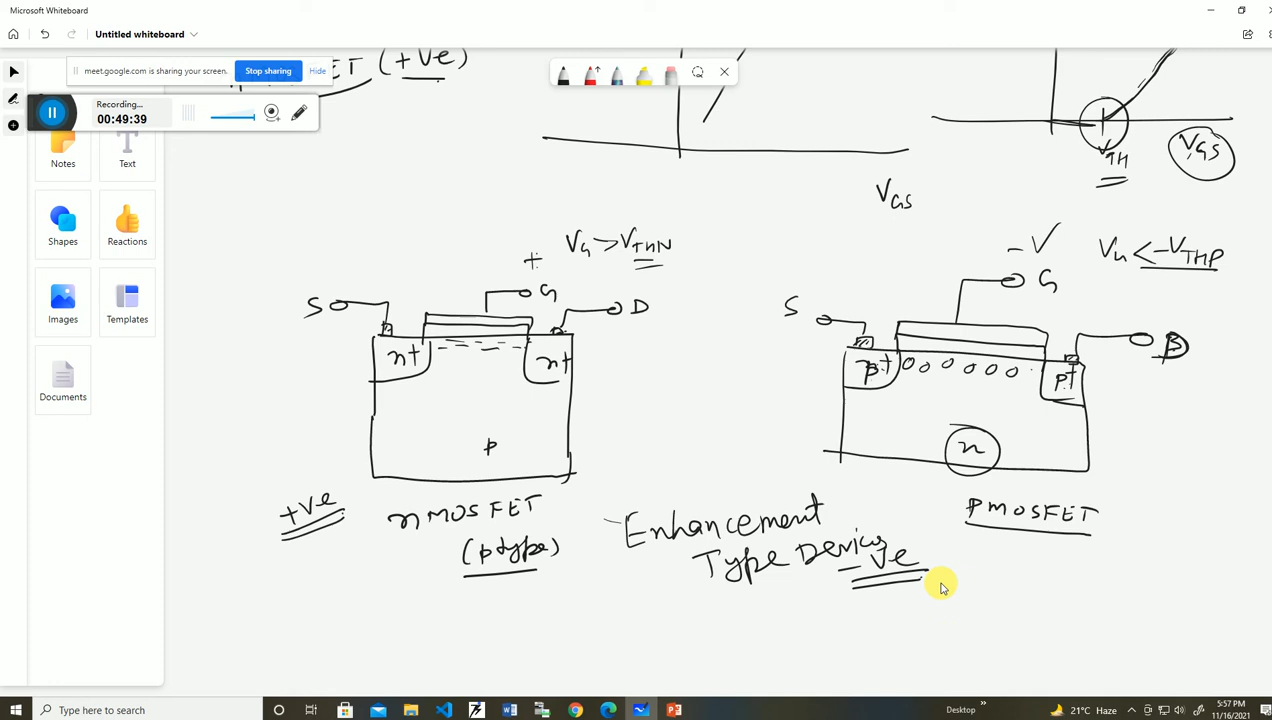 Microsoft Whiteboard
Untitled whiteboard
meet.google.com is sharing your screen.
Stop sharing
Hide
ET (+ve)
Recording...
00:49:39
Notes
Text
Shapes
Reactions
Images
Templates
Documents
VGS
VTH
VGS
+
VG > VTHN
S
G
D
n+
n+
p
+ve
nMOSFET
(ptype)
Enhancement
Type Device
-ve
-
VG < -VTHP
S
G
D
p+
p+
n
PMOSFET
Type here to search
Desktop
21°C Haze
5:57 PM
11/16/2021